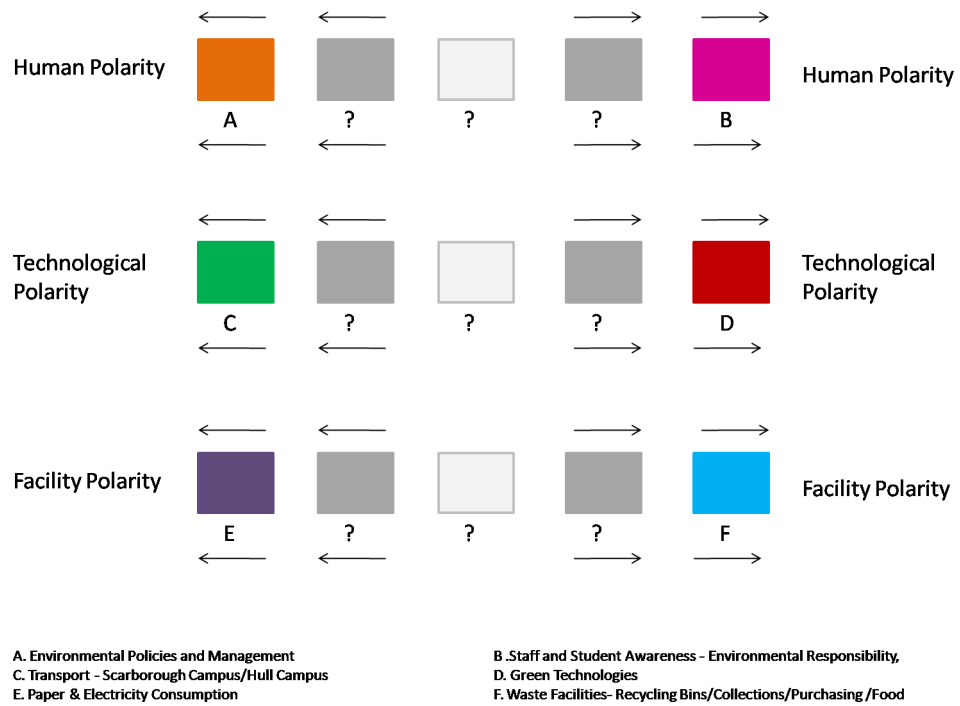 Human Polarity
Human Polarity
A ? ? ? B
Technological
Polarity
Technological
Polarity
C ? ? ? D
Facility Polarity
Facility Polarity
E ? ? ? F
A. Environmental Policies and Management
C. Transport - Scarborough Campus/Hull Campus
E. Paper & Electricity Consumption
B .Staff and Student Awareness - Environmental Responsibility,
D. Green Technologies
F. Waste Facilities- Recycling Bins/Collections/Purchasing /Food